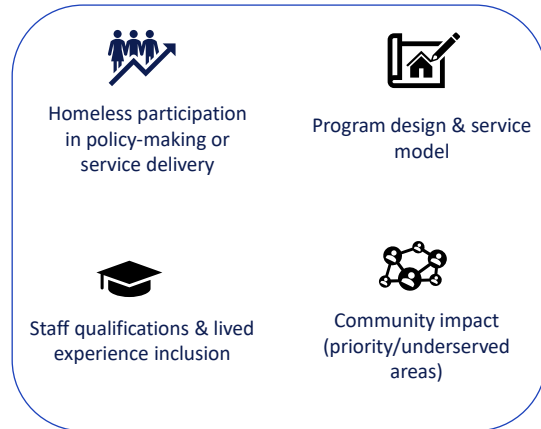 Homeless participation
in policy-making or
service delivery
Program design & service
model
Staff qualifications & lived
experience inclusion
Community impact
(priority/underserved
areas)